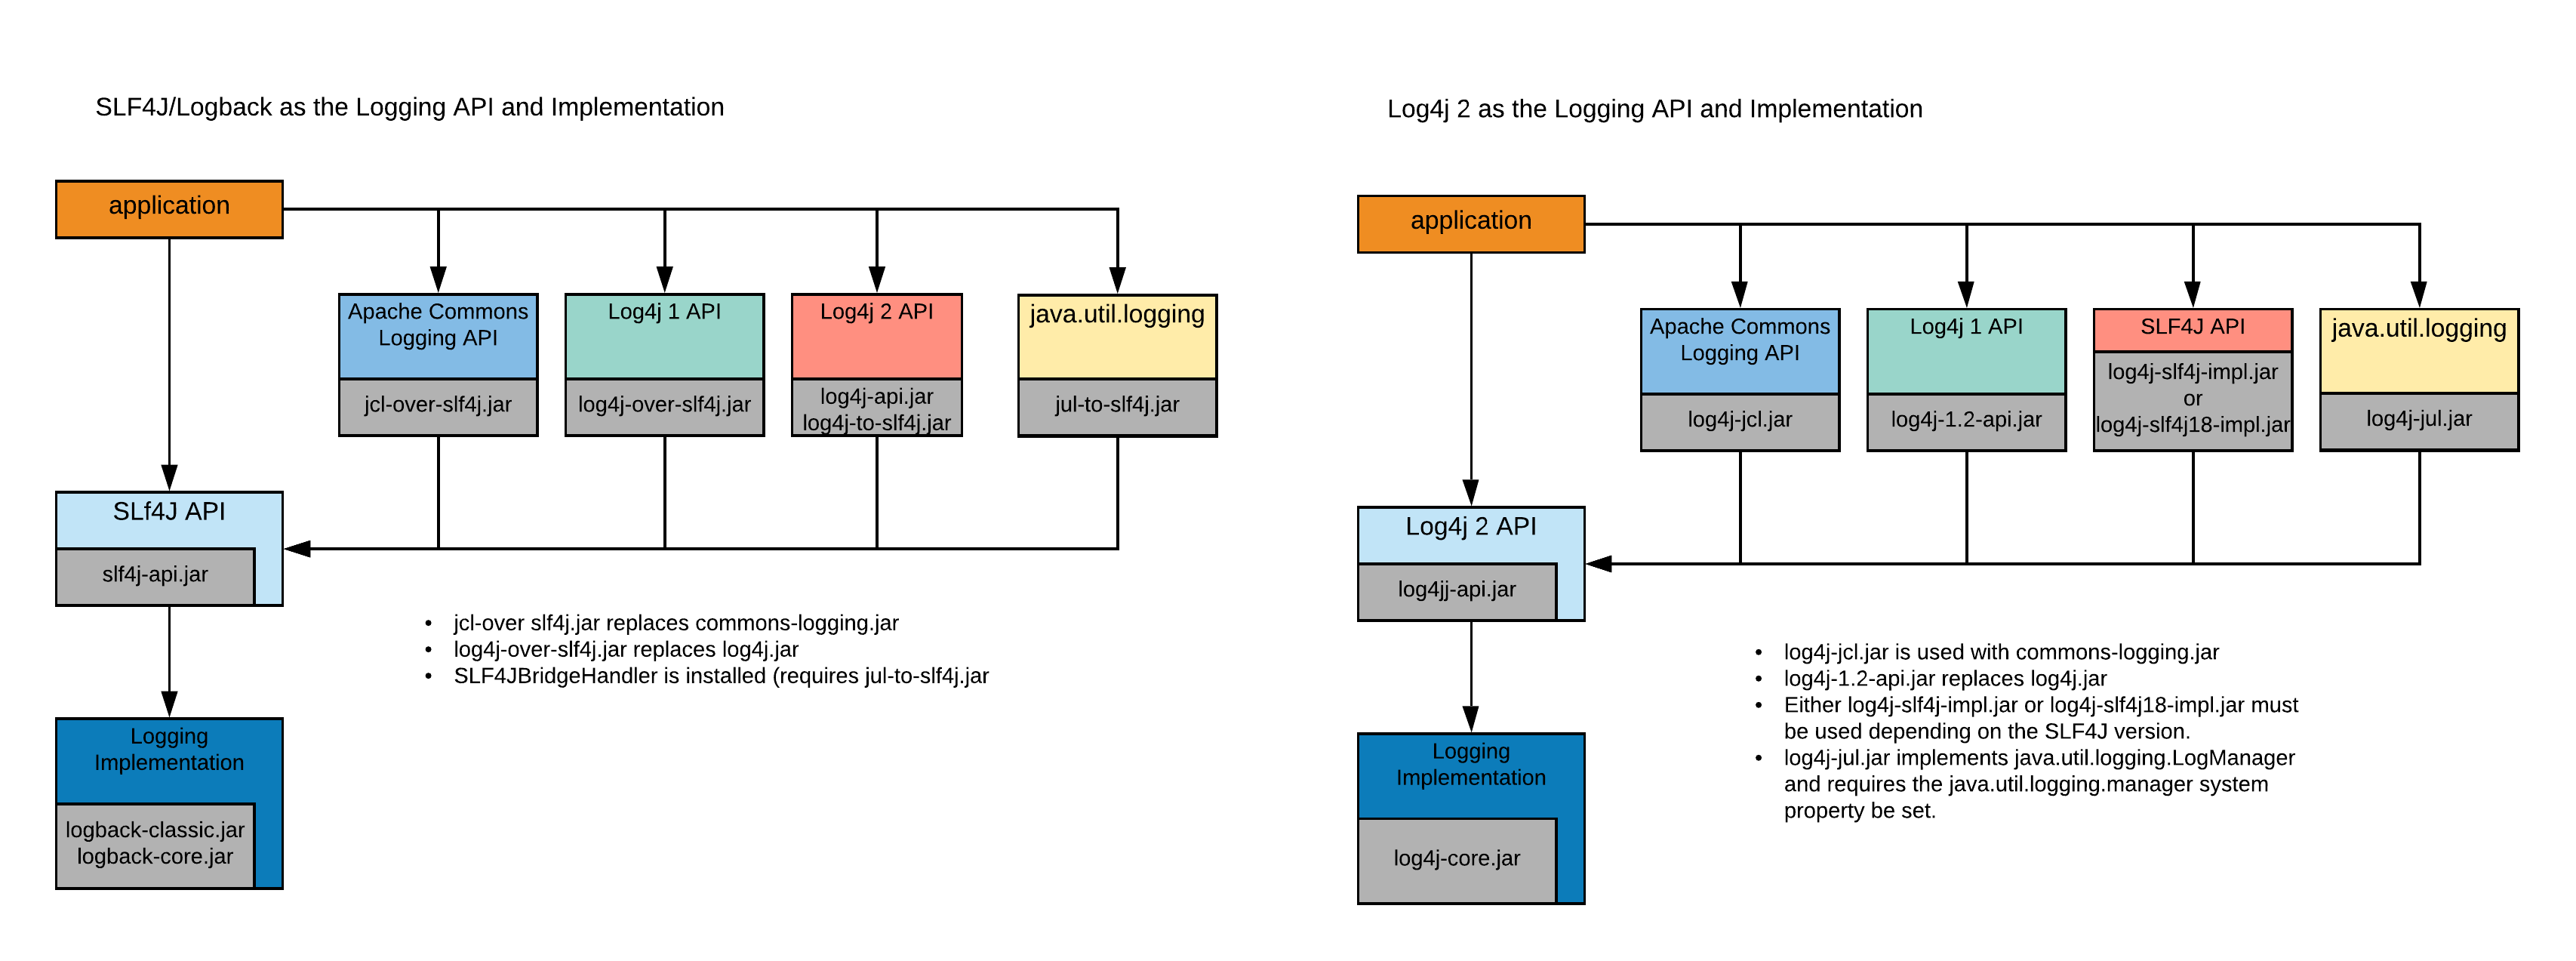 SLF4J/Logback as the Logging API and Implementation
application
Apache Commons
Logging API
jcl-over-slf4j.jar
Log4j 1 API
log4j-over-slf4j.jar
Log4j 2 API
log4j-api.jar
log4j-to-slf4j.jar
java.util.logging
jul-to-slf4j.jar
SLf4J API
slf4j-api.jar
• jcl-over slf4j.jar replaces commons-logging.jar
• log4j-over-slf4j.jar replaces log4j.jar
• SLF4JBridgeHandler is installed (requires jul-to-slf4j.jar
Logging
Implementation
logback-classic.jar
logback-core.jar
Log4j 2 as the Logging API and Implementation
application
Apache Commons
Logging API
log4j-jcl.jar
Log4j 1 API
log4j-1.2-api.jar
SLF4J API
log4j-slf4j-impl.jar
or
log4j-slf4j18-impl.jar
java.util.logging
log4j-jul.jar
Log4j 2 API
log4jj-api.jar
• log4j-jcl.jar is used with commons-logging.jar
• log4j-1.2-api.jar replaces log4j.jar
• Either log4j-slf4j-impl.jar or log4j-slf4j18-impl.jar must
be used depending on the SLF4J version.
• log4j-jul.jar implements java.util.logging.LogManager
and requires the java.util.logging.manager system
property be set.
Logging
Implementation
log4j-core.jar